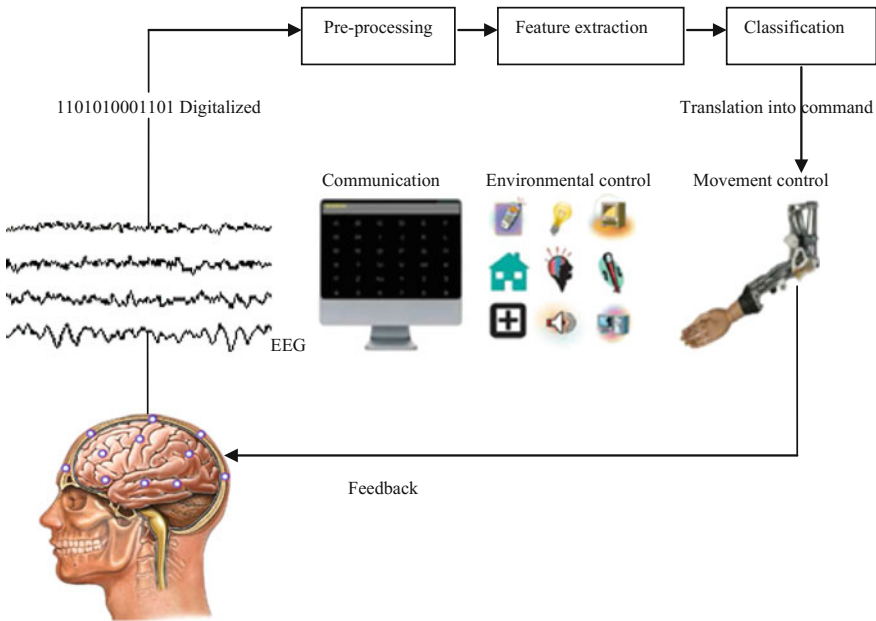 Pre-processing
Feature extraction
Classification
1101010001101 Digitalized
Translation into command
Communication
Environmental control
Movement control
EEG
Feedback